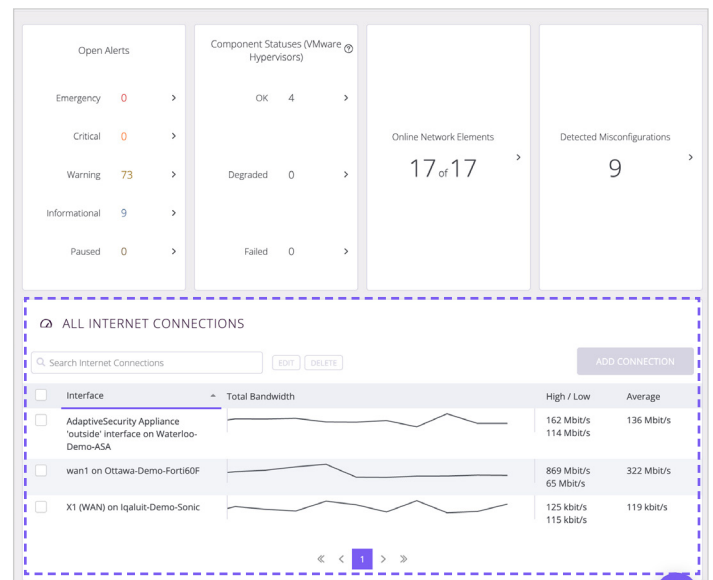 Open Alerts
Emergency 0
Critical 0
Warning 73
Informational 9
Paused 0
Component Statuses (VMware
Hypervisors)
OK 4
Degraded 0
Failed 0
Online Network Elements
17 of 17
Detected Misconfigurations
9
ALL INTERNET CONNECTIONS
Search Internet Connections EDIT DELETE ADD CONNECTION
Interface Total Bandwidth High / Low Average
AdaptiveSecurity Appliance 162 Mbit/s 136 Mbit/s
'outside' interface on Waterloo- 114 Mbit/s
Demo-ASA
wan1 on Ottawa-Demo-Forti60F 869 Mbit/s 322 Mbit/s
65 Mbit/s
X1 (WAN) on Iqaluit-Demo-Sonic 125 kbit/s 119 kbit/s
115 kbit/s
« < 1 > »